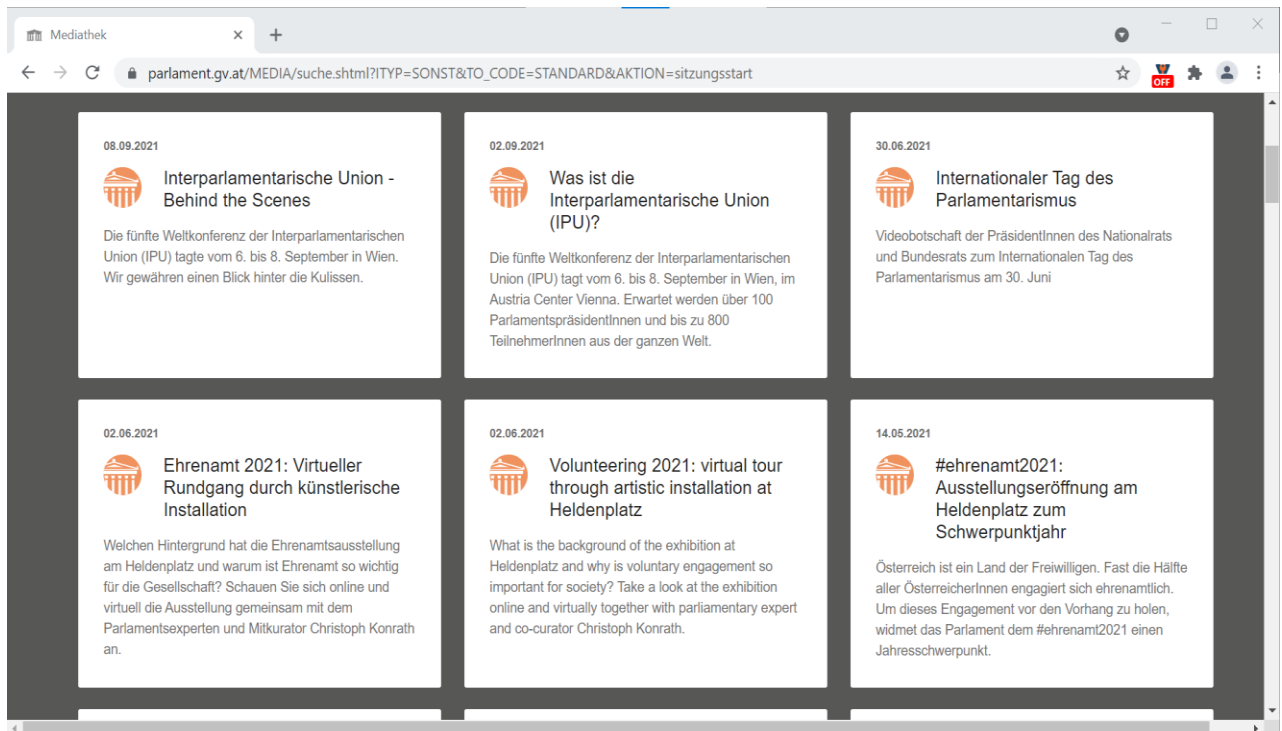 Mediathek
parlament.gv.at/MEDIA/suche.shtml?ITYP=SONST&TO_CODE=STANDARD&AKTION=sitzungsstart
OFF
08.09.2021
Interparlamentarische Union -
Behind the Scenes
Die fünfte Weltkonferenz der Interparlamentarischen
Union (IPU) tagte vom 6. bis 8. September in Wien.
Wir gewähren einen Blick hinter die Kulissen.
02.09.2021
Was ist die
Interparlamentarische Union
(IPU)?
Die fünfte Weltkonferenz der Interparlamentarischen
Union (IPU) tagt vom 6. bis 8. September in Wien, im
Austria Center Vienna. Erwartet werden über 100
ParlamentspräsidentInnen und bis zu 800
TeilnehmerInnen aus der ganzen Welt.
30.06.2021
Internationaler Tag des
Parlamentarismus
Videobotschaft der PräsidentInnen des Nationalrats
und Bundesrats zum Internationalen Tag des
Parlamentarismus am 30. Juni
02.06.2021
Ehrenamt 2021: Virtueller
Rundgang durch künstlerische
Installation
Welchen Hintergrund hat die Ehrenamtsausstellung
am Heldenplatz und warum ist Ehrenamt so wichtig
für die Gesellschaft? Schauen Sie sich online und
virtuell die Ausstellung gemeinsam mit dem
Parlamentsexperten und Mitkurator Christoph Konrath
an.
02.06.2021
Volunteering 2021: virtual tour
through artistic installation at
Heldenplatz
What is the background of the exhibition at
Heldenplatz and why is voluntary engagement so
important for society? Take a look at the exhibition
online and virtually together with parliamentary expert
and co-curator Christoph Konrath.
14.05.2021
#ehrenamt2021:
Ausstellungseröffnung am
Heldenplatz zum
Schwerpunktjahr
Österreich ist ein Land der Freiwilligen. Fast die Hälfte
aller ÖsterreicherInnen engagiert sich ehrenamtlich.
Um dieses Engagement vor den Vorhang zu holen,
widmet das Parlament dem #ehrenamt2021 einen
Jahresschwerpunkt.